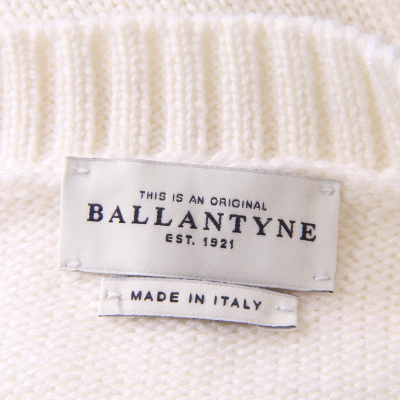 THIS IS AN ORIGINAL
BALLANTYNE
EST. 1921
MADE IN ITALY